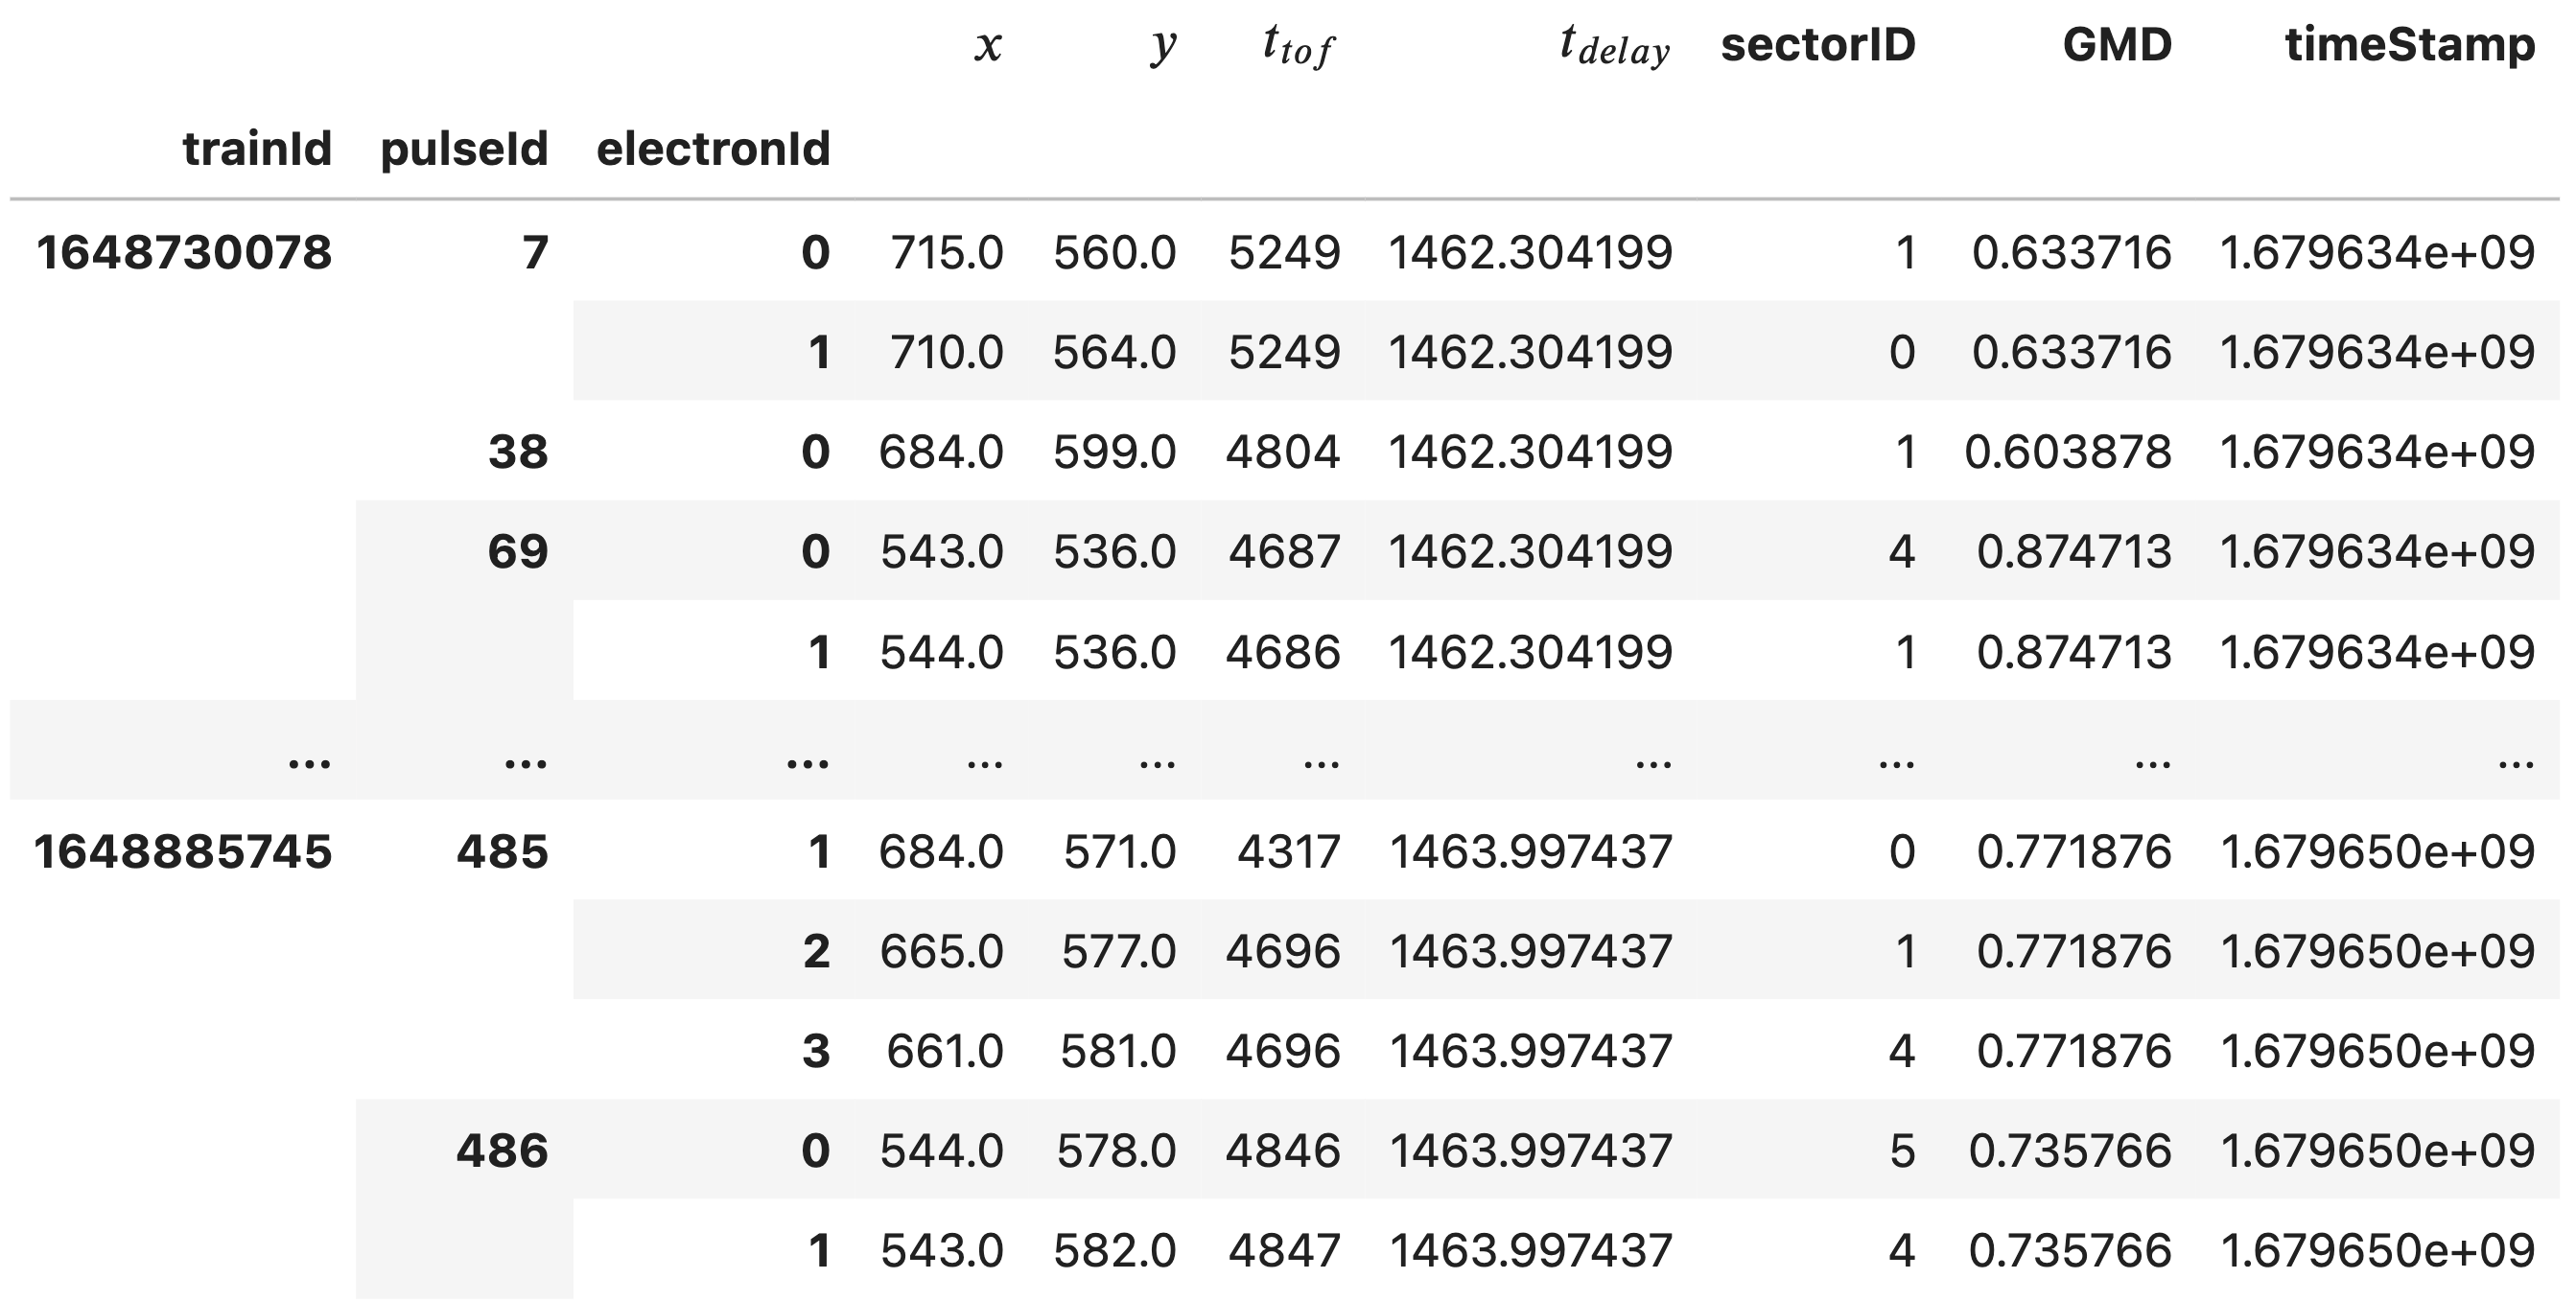 x y t_tof t_delay sectorID GMD timeStamp
trainId pulseId electronId
1648730078 7 0 715.0 560.0 5249 1462.304199 1 0.633716 1.679634e+09
1 710.0 564.0 5249 1462.304199 0 0.633716 1.679634e+09
38 0 684.0 599.0 4804 1462.304199 1 0.603878 1.679634e+09
69 0 543.0 536.0 4687 1462.304199 4 0.874713 1.679634e+09
1 544.0 536.0 4686 1462.304199 1 0.874713 1.679634e+09
... ... ... ... ... ... ... ... ... ...
1648885745 485 1 684.0 571.0 4317 1463.997437 0 0.771876 1.679650e+09
2 665.0 577.0 4696 1463.997437 1 0.771876 1.679650e+09
3 661.0 581.0 4696 1463.997437 4 0.771876 1.679650e+09
486 0 544.0 578.0 4846 1463.997437 5 0.735766 1.679650e+09
1 543.0 582.0 4847 1463.997437 4 0.735766 1.679650e+09